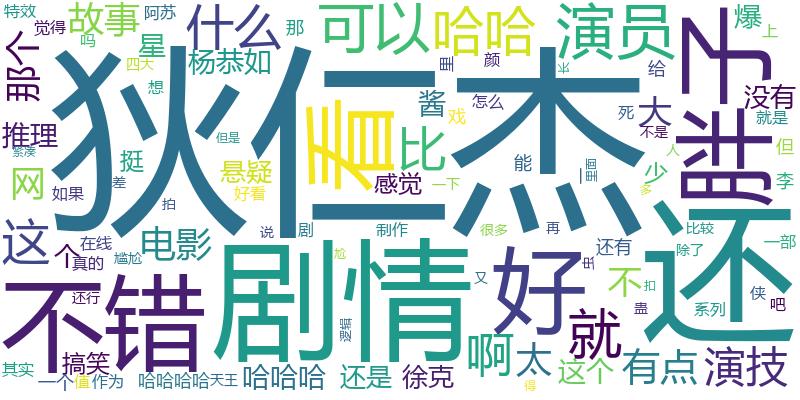 特效
觉得
故事
阿苏
什么
那
可以
哈哈
演员
爆
上
吗
星
四大
杨恭如
想
那个
狄仁杰
看
里
颜
酱
怎么
戏
给
大
死
不是
没有
就是
胖子
推理
紧凑
挺
但是
悬疑
好看
比
感觉
一下
能
少
人
但
李
网
如果
差
拍
多
这
个
在线
真的
电影
尴尬
说
剧
制作
很多
再
还有
还
比较
除了
一部
不错
还行
剧情
尬
又
好
虫
不
扣
蛊
系列
侠
吧
逻辑
其实
搞笑
就
一个
值
作为
哈哈哈哈
天王
哈哈哈
还是
徐克
啊
太
这个
有点
演技
得